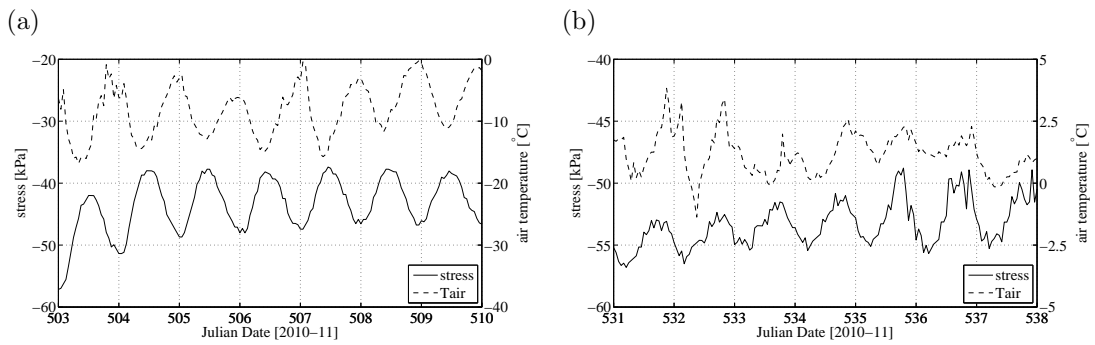 (a)
(b)
−20
−30
−40
−50
−60
stress [kPa]
0
−10
−20
−30
−40
air temperature [°C]
stress
Tair
503 504 505 506 507 508 509 510
Julian Date [2010−11]
−40
−45
−50
−55
−60
stress [kPa]
5
2.5
0
−2.5
−5
air temperature [°C]
stress
Tair
531 532 533 534 535 536 537 538
Julian Date [2010−11]